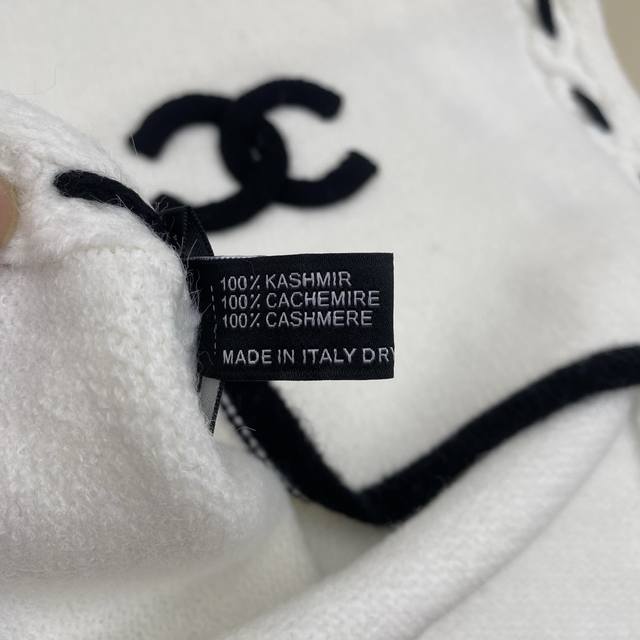 100% KASHMIR
100% CACHEMIRE
100% CASHMERE
MADE IN ITALY DRY